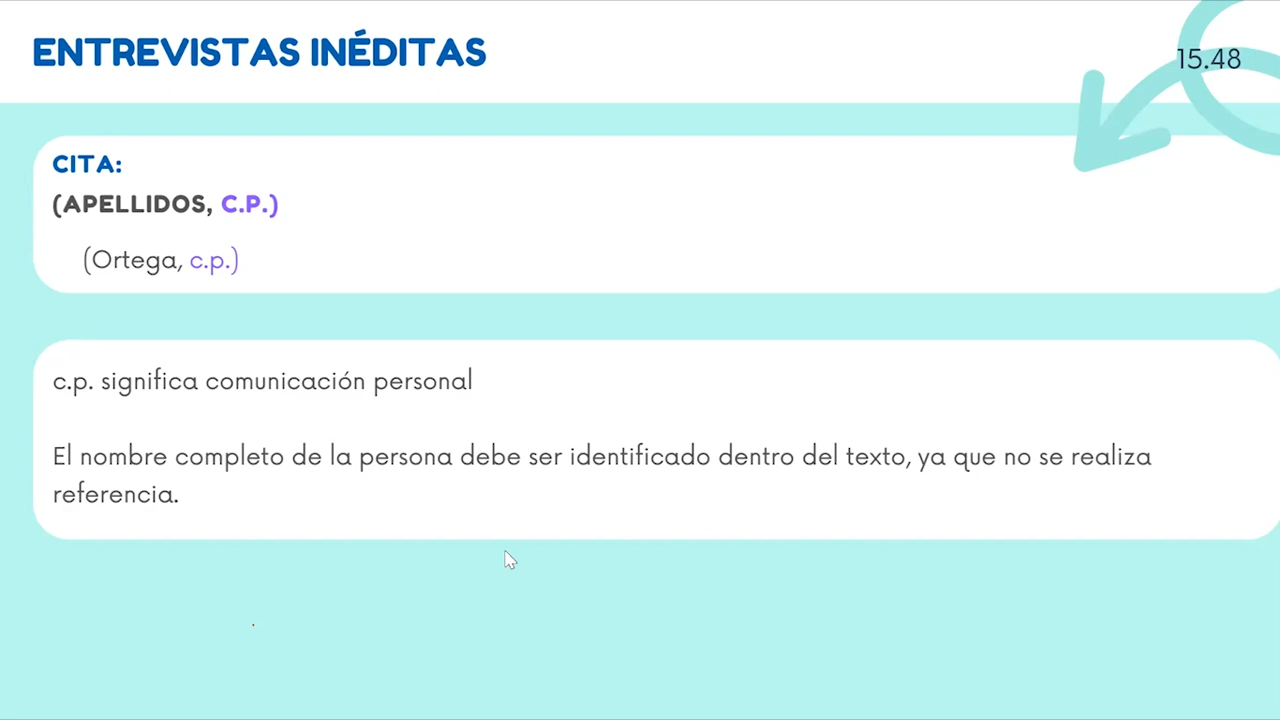 ENTREVISTAS INÉDITAS
15.48
CITA:
(APELLIDOS, C.P.)
(Ortega, c.p.)
c.p. significa comunicación personal
El nombre completo de la persona debe ser identificado dentro del texto, ya que no se realiza
referencia.